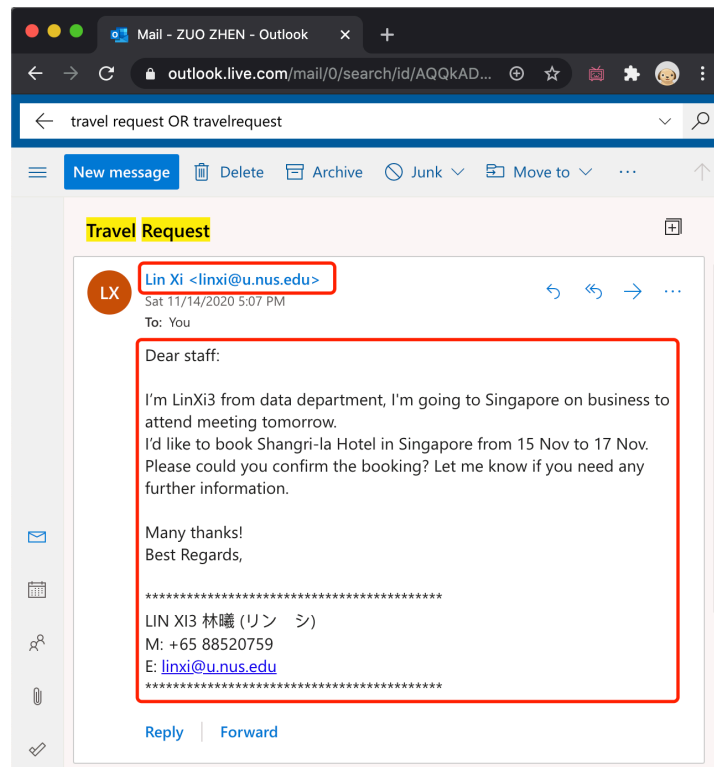 Mail - ZUO ZHEN - Outlook
outlook.live.com/mail/0/search/id/AQQkAD...
travel request OR travelrequest
New message Delete Archive Junk Move to ...
Travel Request
LX
Lin Xi <linxi@u.nus.edu>
Sat 11/14/2020 5:07 PM
To: You
Dear staff:
I'm LinXi3 from data department, I'm going to Singapore on business to
attend meeting tomorrow.
I'd like to book Shangri-la Hotel in Singapore from 15 Nov to 17 Nov.
Please could you confirm the booking? Let me know if you need any
further information.
Many thanks!
Best Regards,
*******************************************
LIN XI3 林曦 (リン　シ)
M: +65 88520759
E: linxi@u.nus.edu
*******************************************
Reply Forward